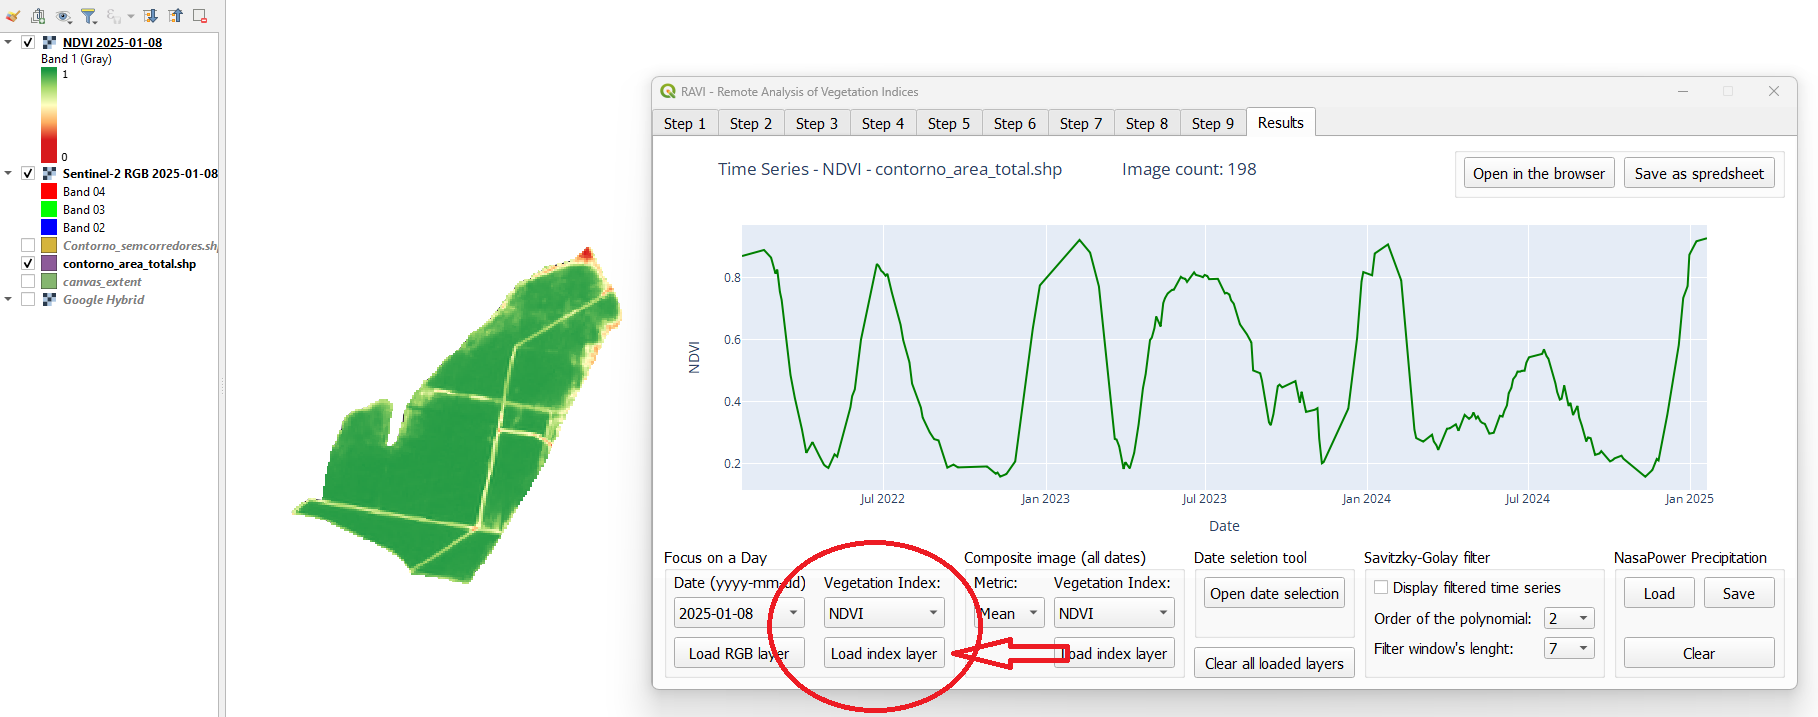 NDVI 2025-01-08
Band 1 (Gray)
1
0
Sentinel-2 RGB 2025-01-08
Band 04
Band 03
Band 02
Contorno_semcorredores.sh
contorno_area_total.shp
canvas_extent
Google Hybrid
RAVI - Remote Analysis of Vegetation Indices
Step 1 Step 2 Step 3 Step 4 Step 5 Step 6 Step 7 Step 8 Step 9 Results
Time Series - NDVI - contorno_area_total.shp Image count: 198
Open in the browser Save as spredsheet
0.8
0.6
0.4
0.2
NDVI
Jul 2022 Jan 2023 Jul 2023 Jan 2024 Jul 2024 Jan 2025
Date
Focus on a Day
Date (yyyy-mm-dd) Vegetation Index:
2025-01-08 NDVI
Load RGB layer Load index layer
Composite image (all dates)
Metric: Vegetation Index:
Mean NDVI
Load index layer
Date seletion tool
Open date selection
Clear all loaded layers
Savitzky-Golay filter
Display filtered time series
Order of the polynomial: 2
Filter window's lenght: 7
NasaPower Precipitation
Load Save
Clear